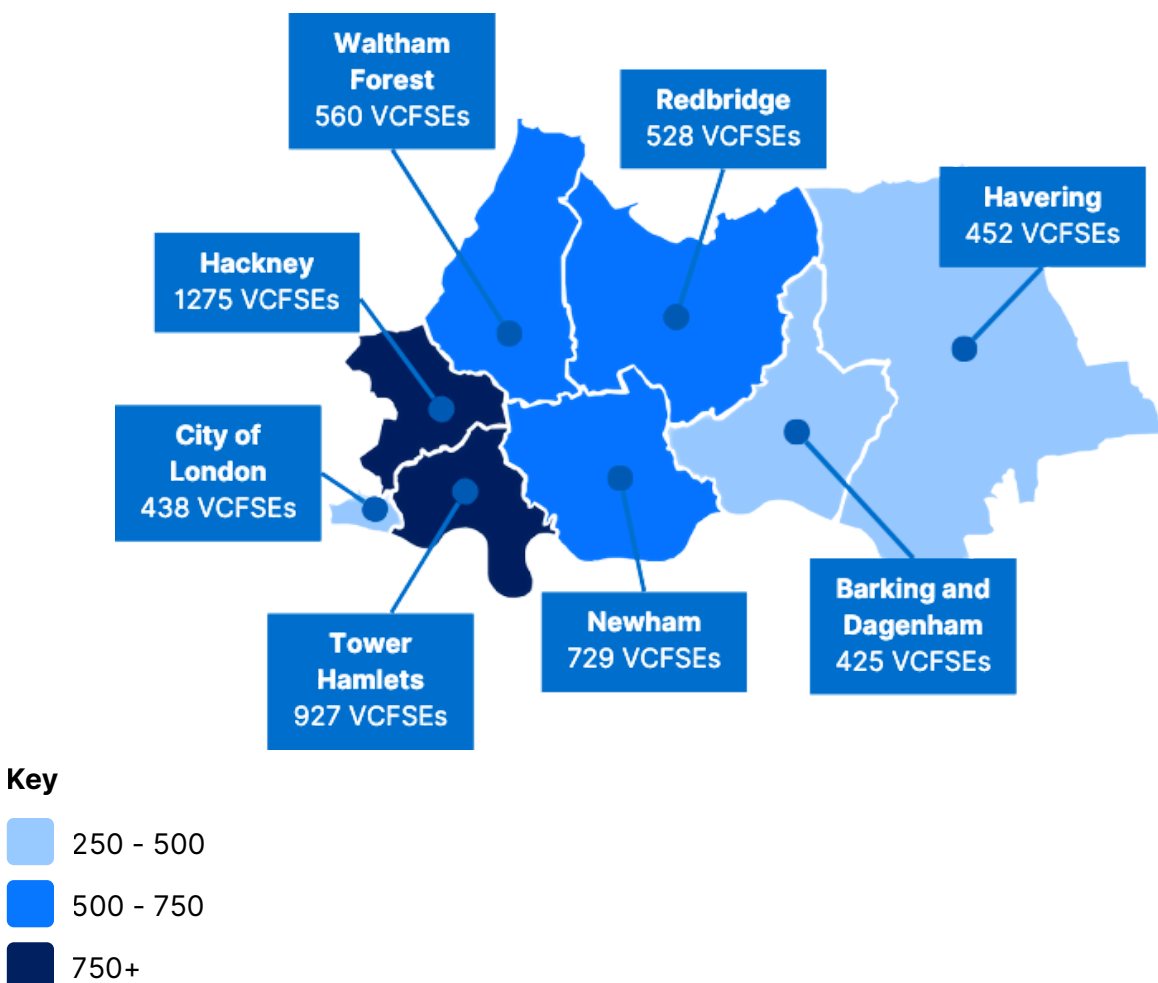 Waltham
Forest
560 VCFSEs
Redbridge
528 VCFSEs
Havering
452 VCFSEs
Hackney
1275 VCFSEs
City of
London
438 VCFSEs
Tower
Hamlets
927 VCFSEs
Newham
729 VCFSEs
Barking and
Dagenham
425 VCFSEs
Key
250 - 500
500 - 750
750+